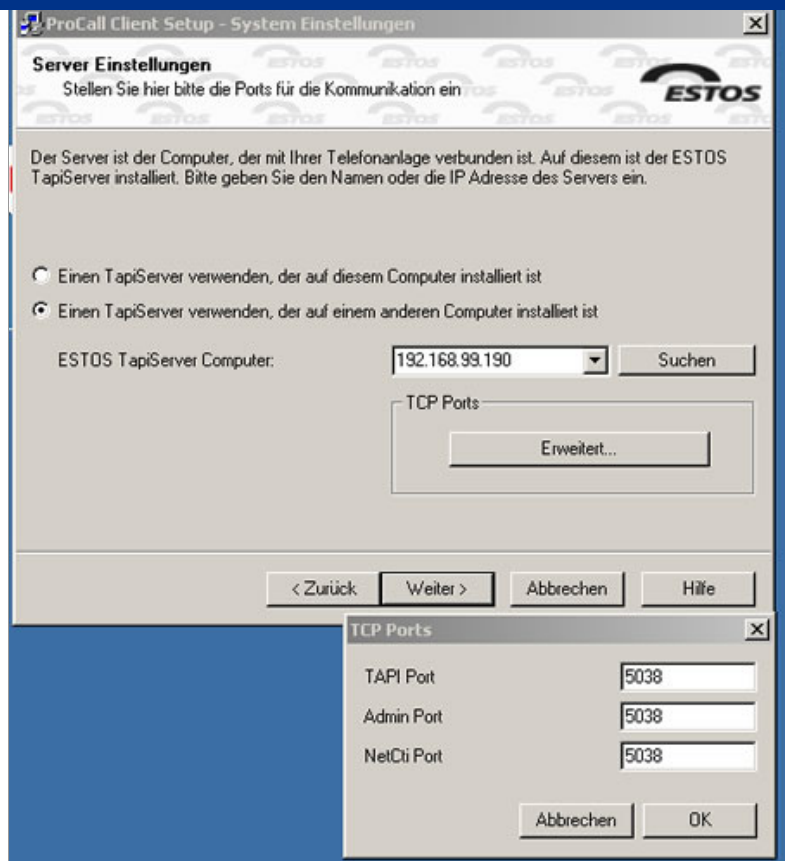 ProCall Client Setup - System Einstellungen
Server Einstellungen
Stellen Sie hier bitte die Ports für die Kommunikation ein
ESTOS
Der Server ist der Computer, der mit Ihrer Telefonanlage verbunden ist. Auf diesem ist der ESTOS
TapiServer installiert. Bitte geben Sie den Namen oder die IP Adresse des Servers ein.
Einen TapiServer verwenden, der auf diesem Computer installiert ist
Einen TapiServer verwenden, der auf einem anderen Computer installiert ist
ESTOS TapiServer Computer: 192.168.99.190 Suchen
TCP Ports
Erweitert...
< Zurück Weiter > Abbrechen Hilfe
TCP Ports
TAPI Port 5038
Admin Port 5038
NetCti Port 5038
Abbrechen OK